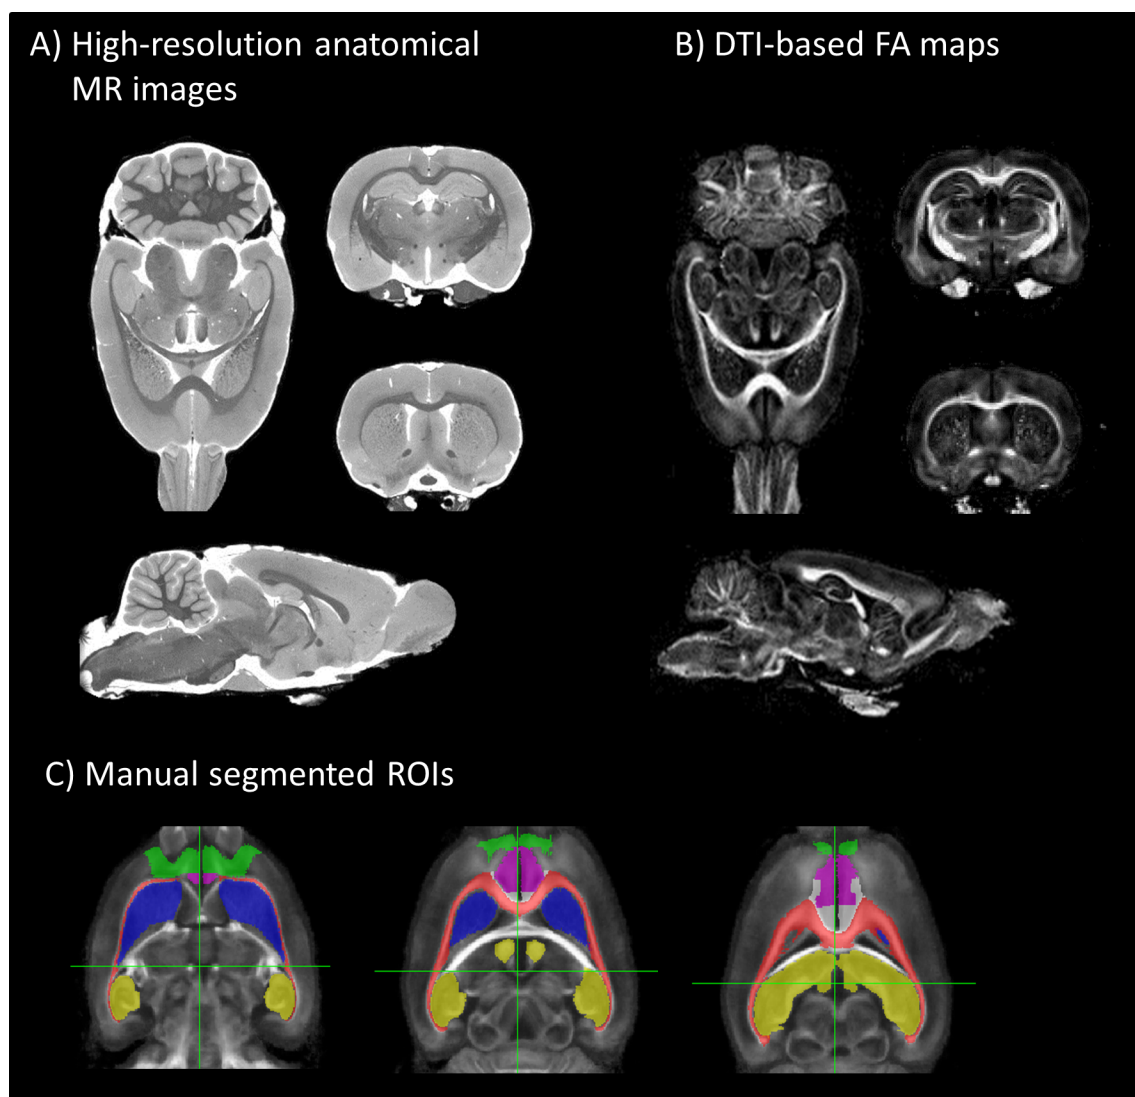 A) High-resolution anatomical
MR images
B) DTI-based FA maps
C) Manual segmented ROIs